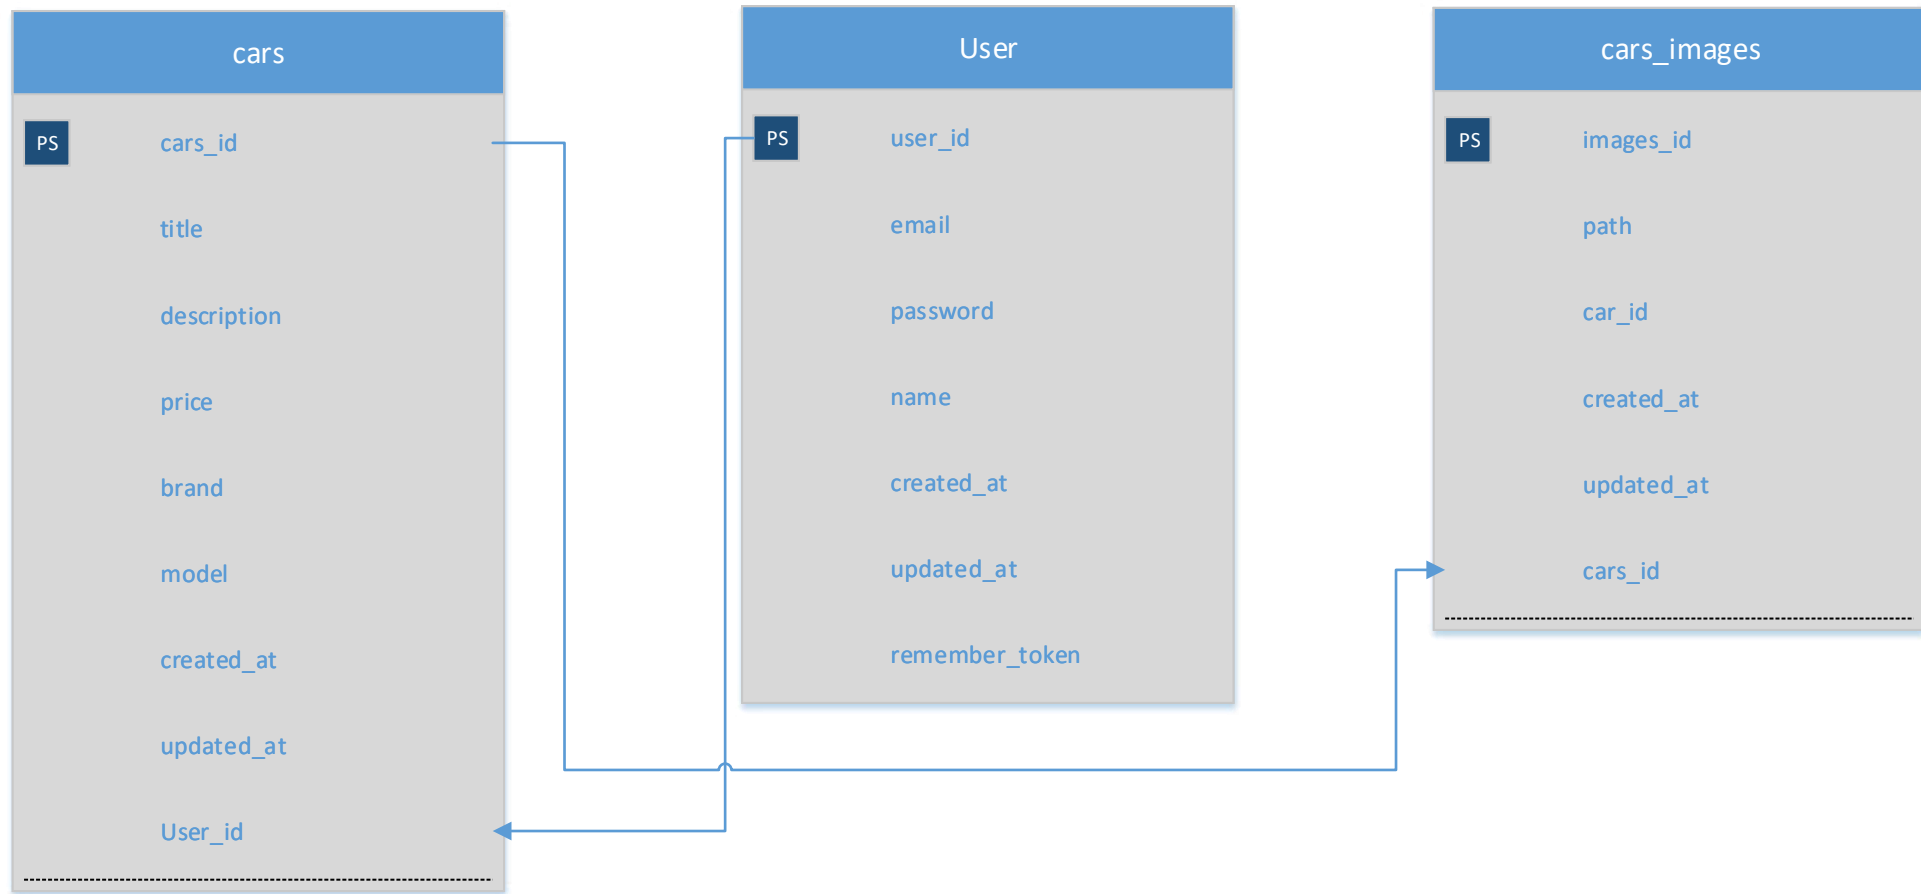 cars
PS
cars_id
title
description
price
brand
model
created_at
updated_at
User_id
User
PS
user_id
email
password
name
created_at
updated_at
remember_token
cars_images
PS
images_id
path
car_id
created_at
updated_at
cars_id